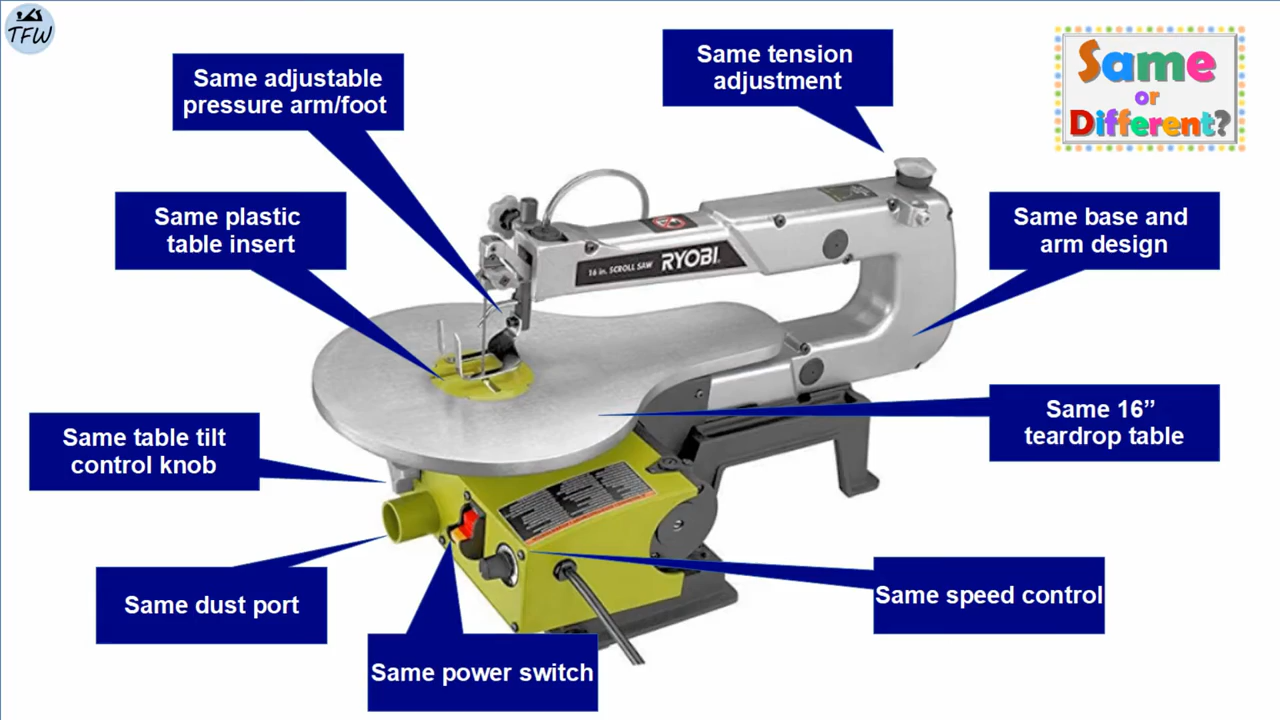 TFW
Same adjustable
pressure arm/foot
Same tension
adjustment
Same
or
Different?
Same plastic
table insert
Same base and
arm design
16 in. SCROLL SAW RYOBI
Same table tilt
control knob
Same 16”
teardrop table
Same dust port
Same speed control
Same power switch